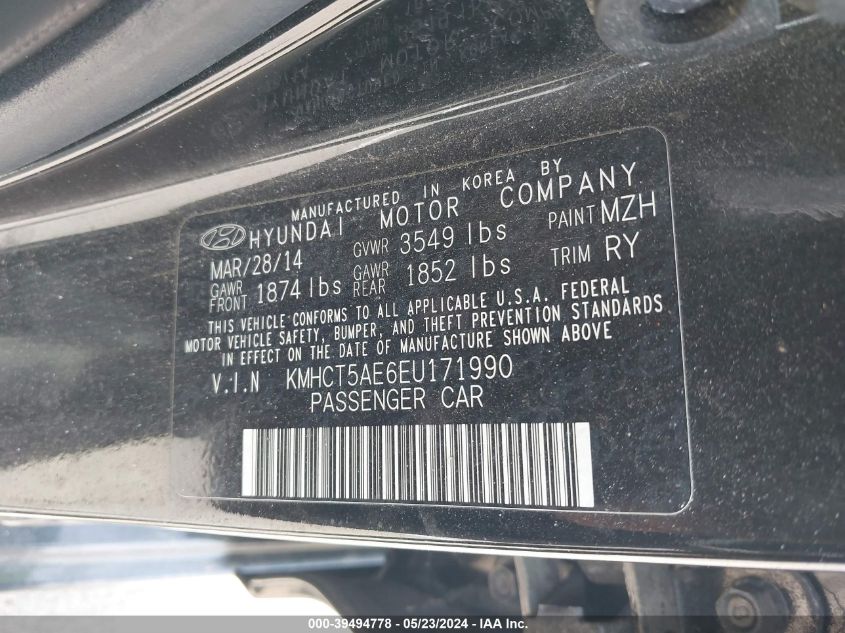 MANUFACTURED IN KOREA BY
HYUNDAI MOTOR COMPANY
MAR/28/14 GVWR 3549 lbs PAINT MZH
GAWR FRONT 1874 lbs GAWR REAR 1852 lbs TRIM RY
THIS VEHICLE CONFORMS TO ALL APPLICABLE U.S.A. FEDERAL
MOTOR VEHICLE SAFETY, BUMPER, AND THEFT PREVENTION STANDARDS
IN EFFECT ON THE DATE OF MANUFACTURE SHOWN ABOVE
V.I.N KMHCT5AE6EU171990
PASSENGER CAR
000-39494778 - 05/23/2024 - IAA Inc.